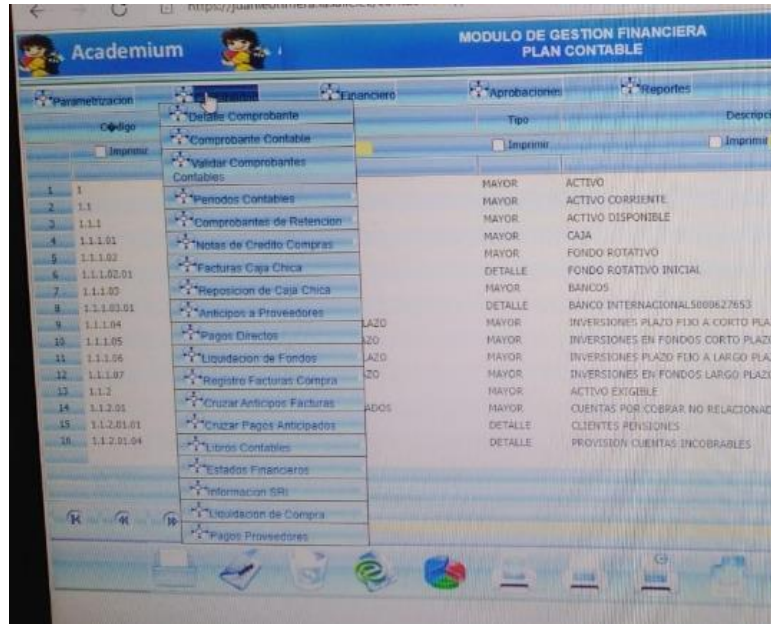 MODULO DE GESTION FINANCIERA
PLAN CONTABLE
Academium
Parametrizacion
Financiero
Aprobaciones
Reportes
C�digo
Tipo
Imprimir
Imprimir
Imprimir
Detalle Comprobante
Comprobante Contable
Validar Comprobantes
Contables
Periodos Contables
Comprobantes de Retencion
Notas de Credito Compras
Facturas Caja Chica
Reposicion de Caja Chica
Anticipos a Proveedores
Pagos Directos
Liquidacion de Fondos
Registro Facturas Compra
Cruzar Anticipos Facturas
Cruzar Pagos Anticipados
Libros Contables
Estados Financieros
Informacion SRI
Liquidacion de Compra
Pagos Proveedores
1 1 MAYOR ACTIVO
2 1.1 MAYOR ACTIVO CORRIENTE
3 1.1.1 MAYOR ACTIVO DISPONIBLE
4 1.1.1.01 MAYOR CAJA
5 1.1.1.02 MAYOR FONDO ROTATIVO
6 1.1.1.02.01 DETALLE FONDO ROTATIVO INICIAL
7 1.1.1.03 MAYOR BANCOS
8 1.1.1.03.01 DETALLE BANCO INTERNACIONAL5000627653
9 1.1.1.04 MAYOR INVERSIONES PLAZO FIJO A CORTO
10 1.1.1.05 MAYOR INVERSIONES EN FONDOS CORTO
11 1.1.1.06 MAYOR INVERSIONES PLAZO FIJO A LARGO
12 1.1.1.07 MAYOR INVERSIONES EN FONDOS LARGO
13 1.1.2 MAYOR ACTIVO EXIGIBLE
14 1.1.2.01 MAYOR CUENTAS POR COBRAR NO
15 1.1.2.01.01 DETALLE CLIENTES PENSIONES
16 1.1.2.01.04 DETALLE PROVISION CUENTAS INCOBRABLES